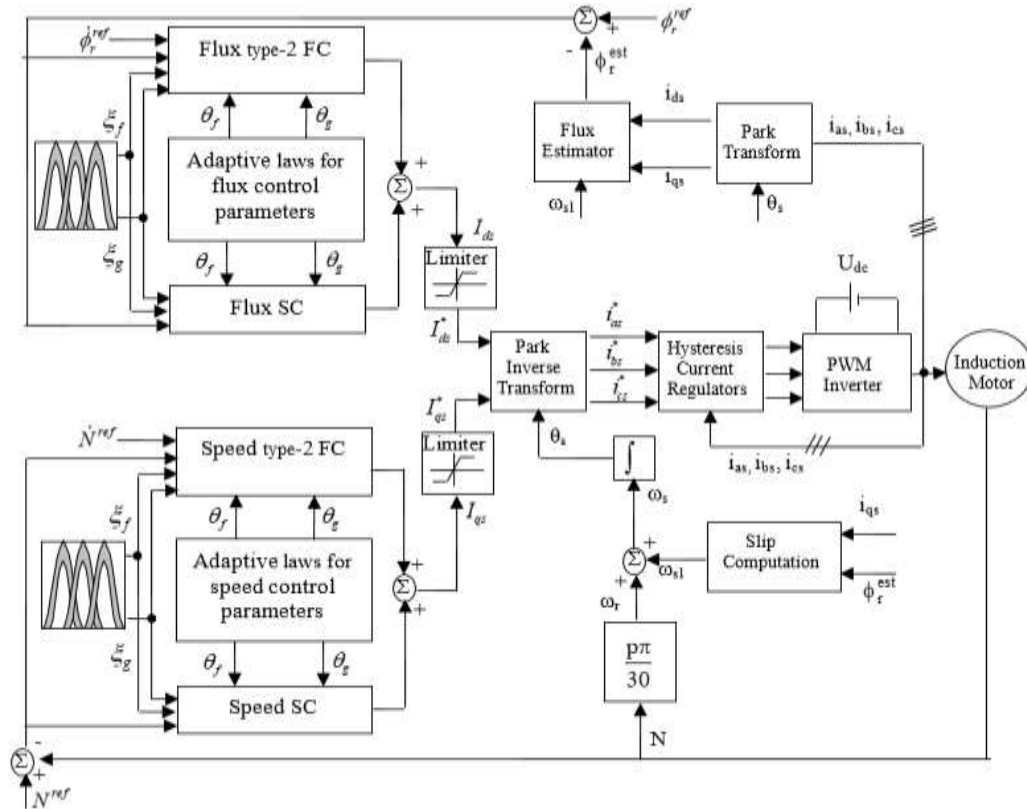 Σ
+
-
ϕ_r^ref
ϕ_r^est
ϕ̇_r^ref
Flux type-2 FC
θ_f
θ_g
ξ_f
ξ_g
Adaptive laws for
flux control
parameters
θ_f
θ_g
Flux SC
+
Σ
+
I_ds
Limiter
I*_ds
Flux
Estimator
ω_sl
i_ds
i_qs
Park
Transform
θ_s
i_as, i_bs, i_cs
U_dc
Park
Inverse
Transform
i*_as
i*_bs
i*_cs
Hysteresis
Current
Regulators
PWM
Inverter
Induction
Motor
i_as, i_bs, i_cs
θ_s
∫
ω_s
Σ
+
+
ω_sl
ω_r
Slip
Computation
i_qs
ϕ_r^est
pπ
30
N
I*_qs
Limiter
I_qs
Ṅ^ref
Speed type-2 FC
θ_f
θ_g
ξ_f
ξ_g
Adaptive laws for
speed control
parameters
θ_f
θ_g
Speed SC
+
Σ
+
-
Σ
+
N^ref